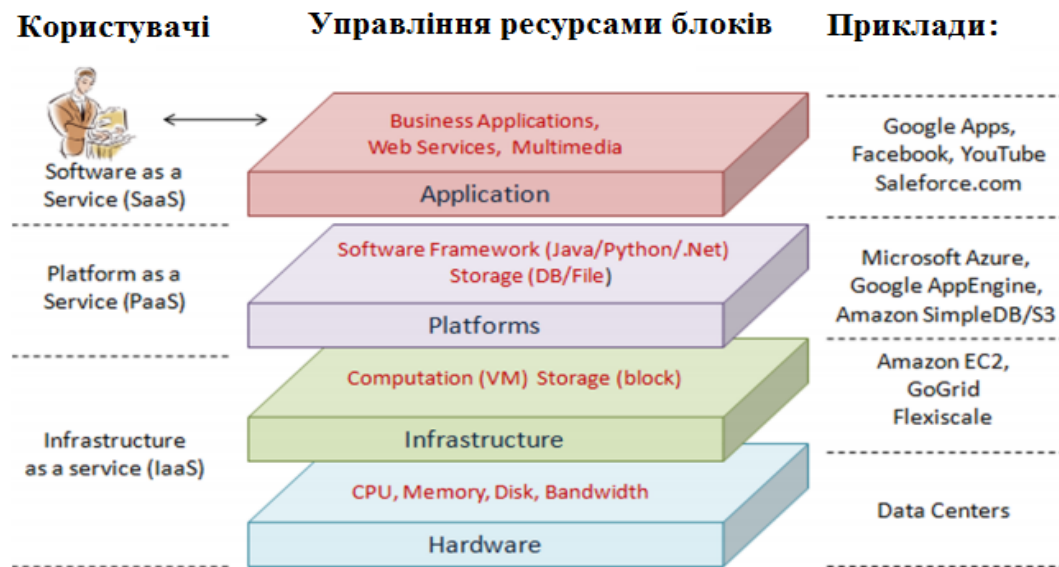 Користувачі
Управління ресурсами блоків
Приклади:
Software as a
Service (SaaS)
Business Applications,
Web Services, Multimedia
Application
Google Apps,
Facebook, YouTube
Saleforce.com
Platform as a
Service (PaaS)
Software Framework (Java/Python/.Net)
Storage (DB/File)
Platforms
Microsoft Azure,
Google AppEngine,
Amazon SimpleDB/S3
Infrastructure
as a service (IaaS)
Computation (VM) Storage (block)
Infrastructure
Amazon EC2,
GoGrid
Flexiscale
CPU, Memory, Disk, Bandwidth
Hardware
Data Centers